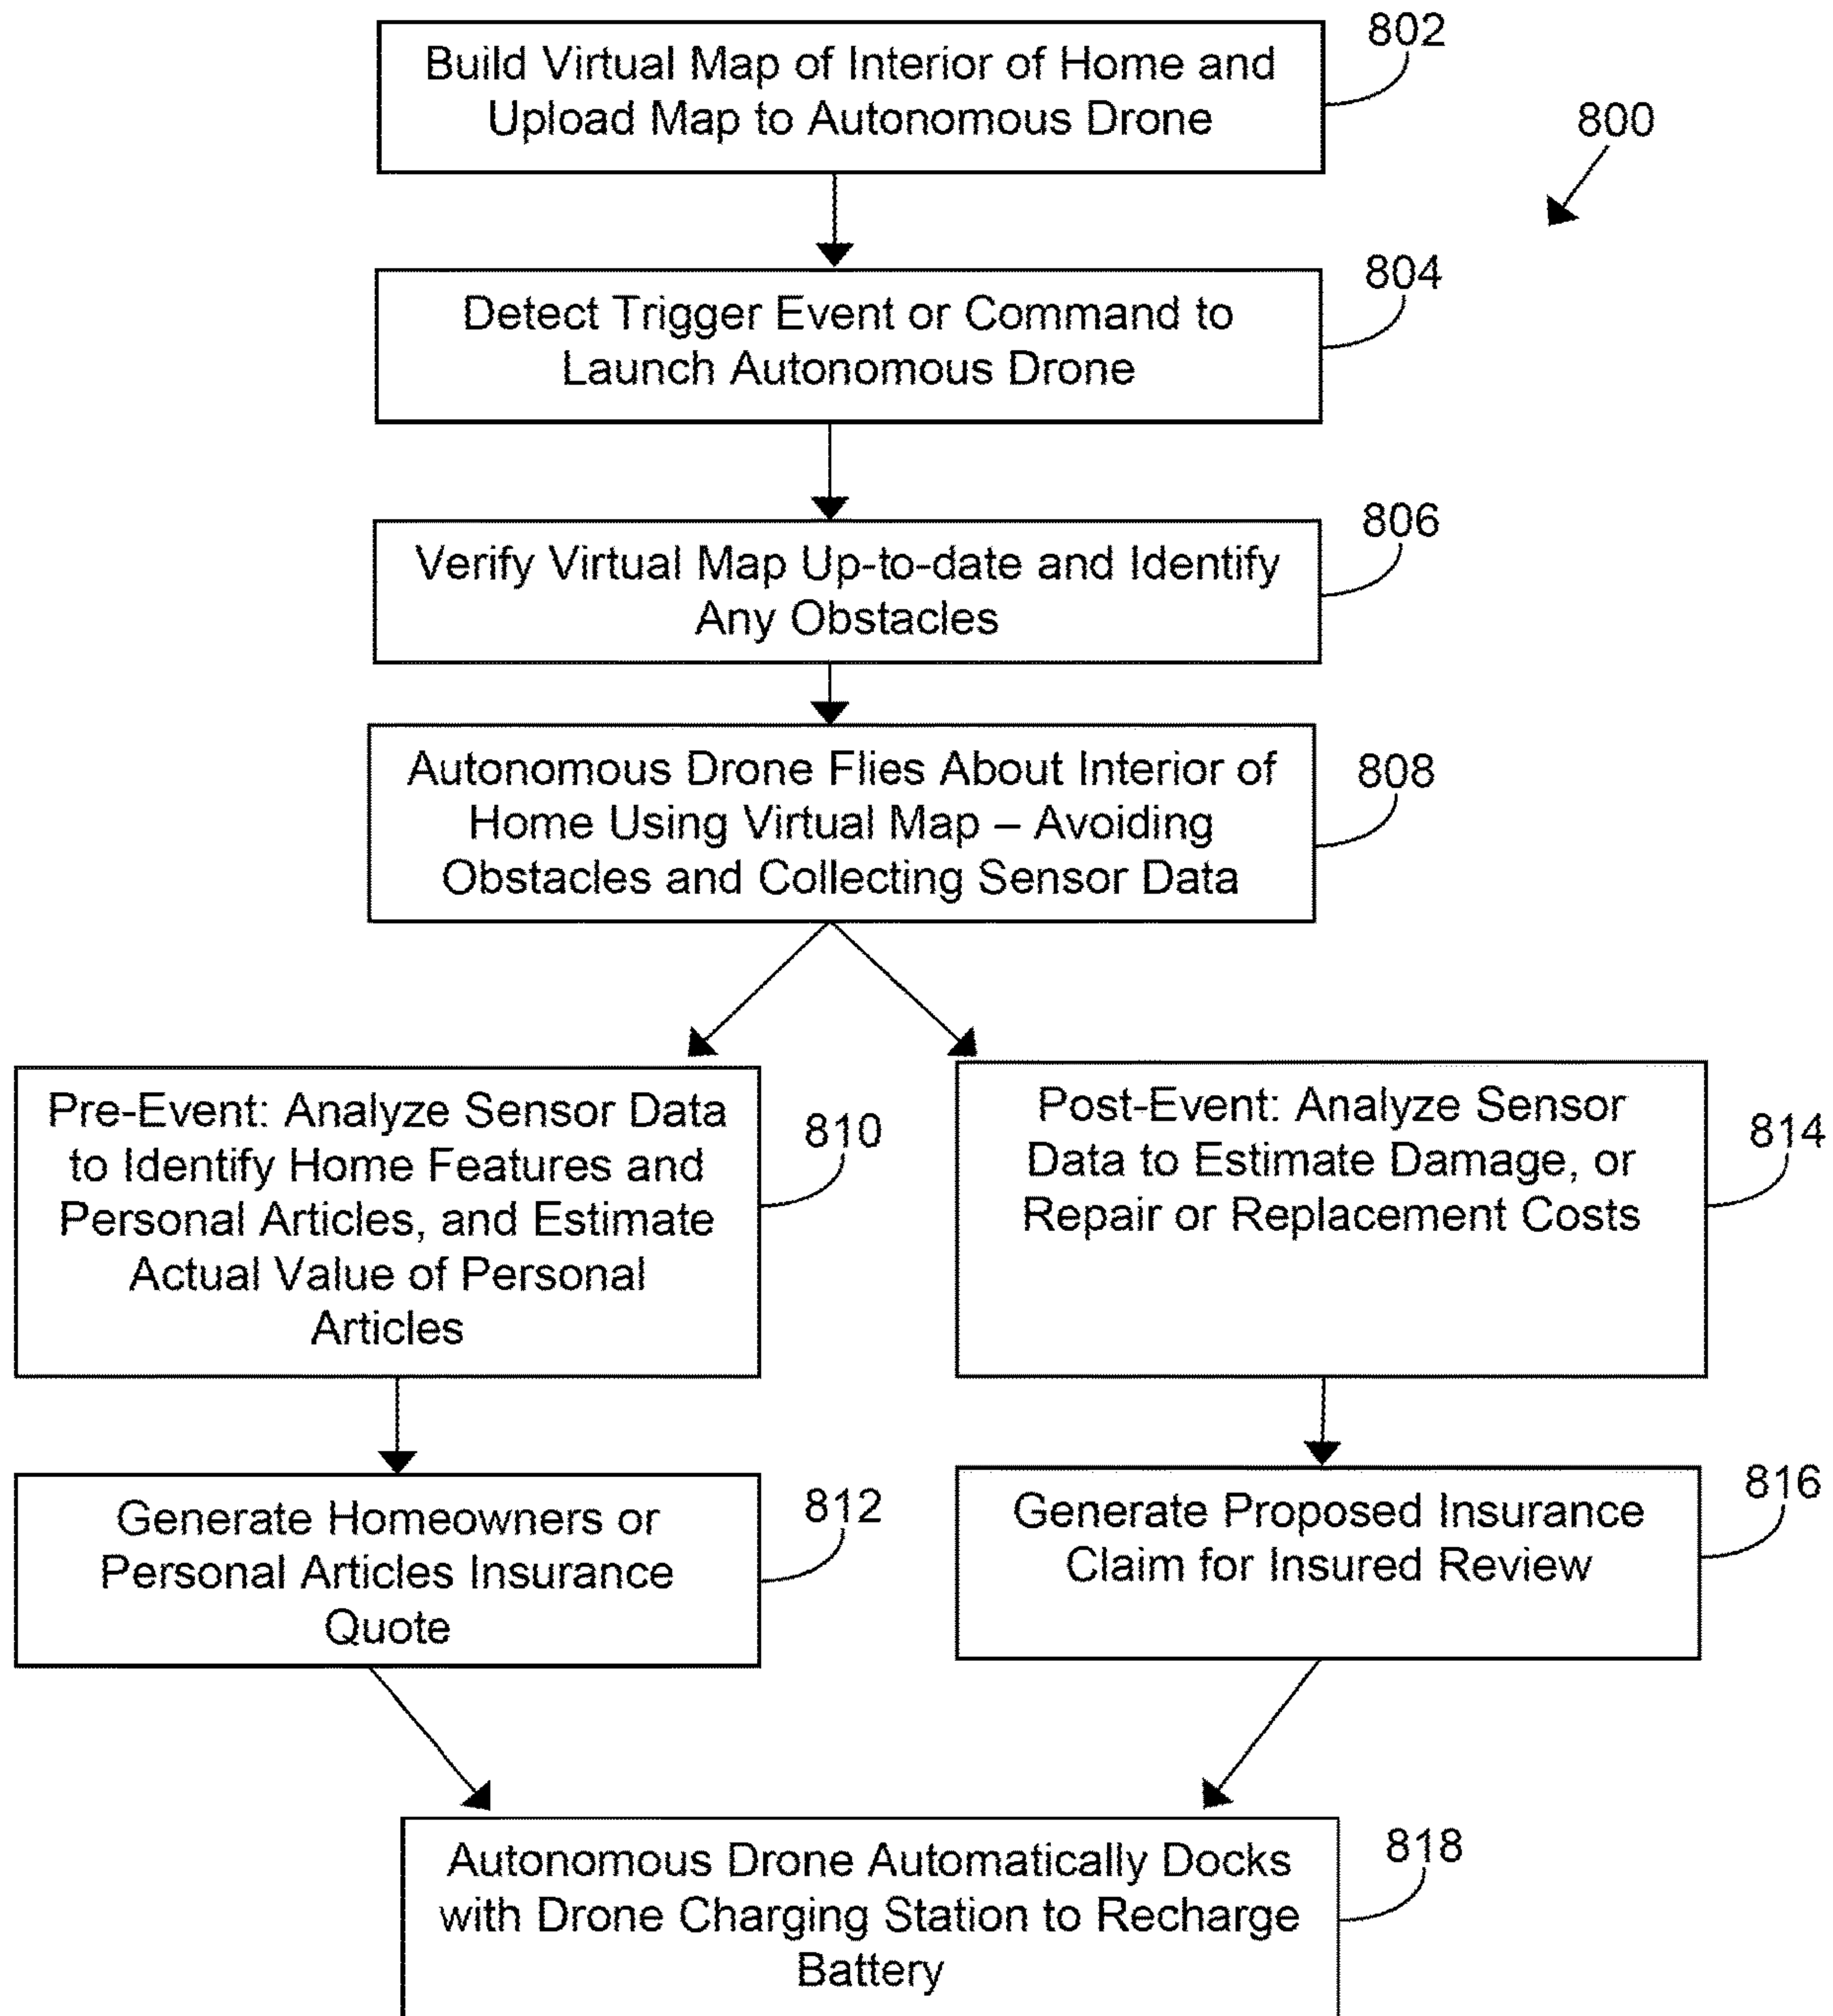 Build Virtual Map of Interior of Home and
Upload Map to Autonomous Drone
802
800
Detect Trigger Event or Command to
Launch Autonomous Drone
804
Verify Virtual Map Up-to-date and Identify
Any Obstacles
806
Autonomous Drone Flies About Interior of
Home Using Virtual Map – Avoiding
Obstacles and Collecting Sensor Data
808
Pre-Event: Analyze Sensor Data
to Identify Home Features and
Personal Articles, and Estimate
Actual Value of Personal
Articles
810
Post-Event: Analyze Sensor
Data to Estimate Damage, or
Repair or Replacement Costs
814
Generate Homeowners or
Personal Articles Insurance
Quote
812
Generate Proposed Insurance
Claim for Insured Review
816
Autonomous Drone Automatically Docks
with Drone Charging Station to Recharge
Battery
818